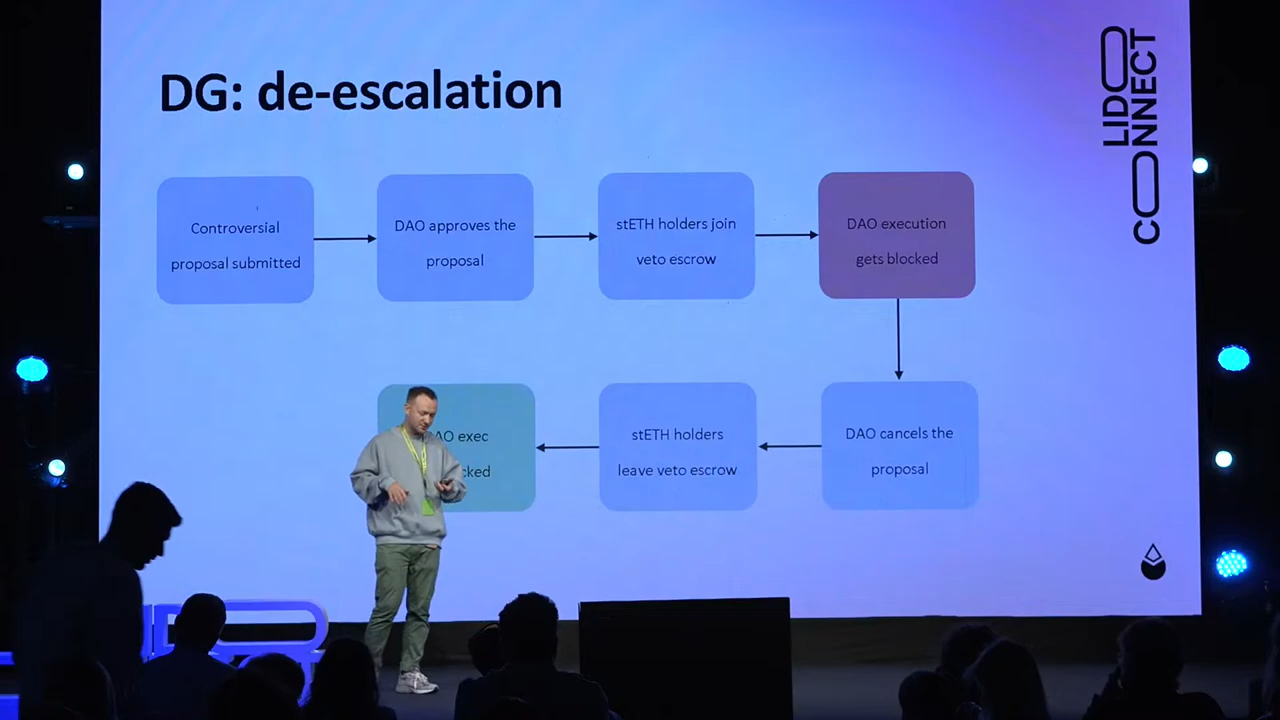 DG: de-escalation
LIDO
CONNECT
Controversial
proposal submitted
DAO approves the
proposal
stETH holders join
veto escrow
DAO execution
gets blocked
AO exec
cked
stETH holders
leave veto escrow
DAO cancels the
proposal